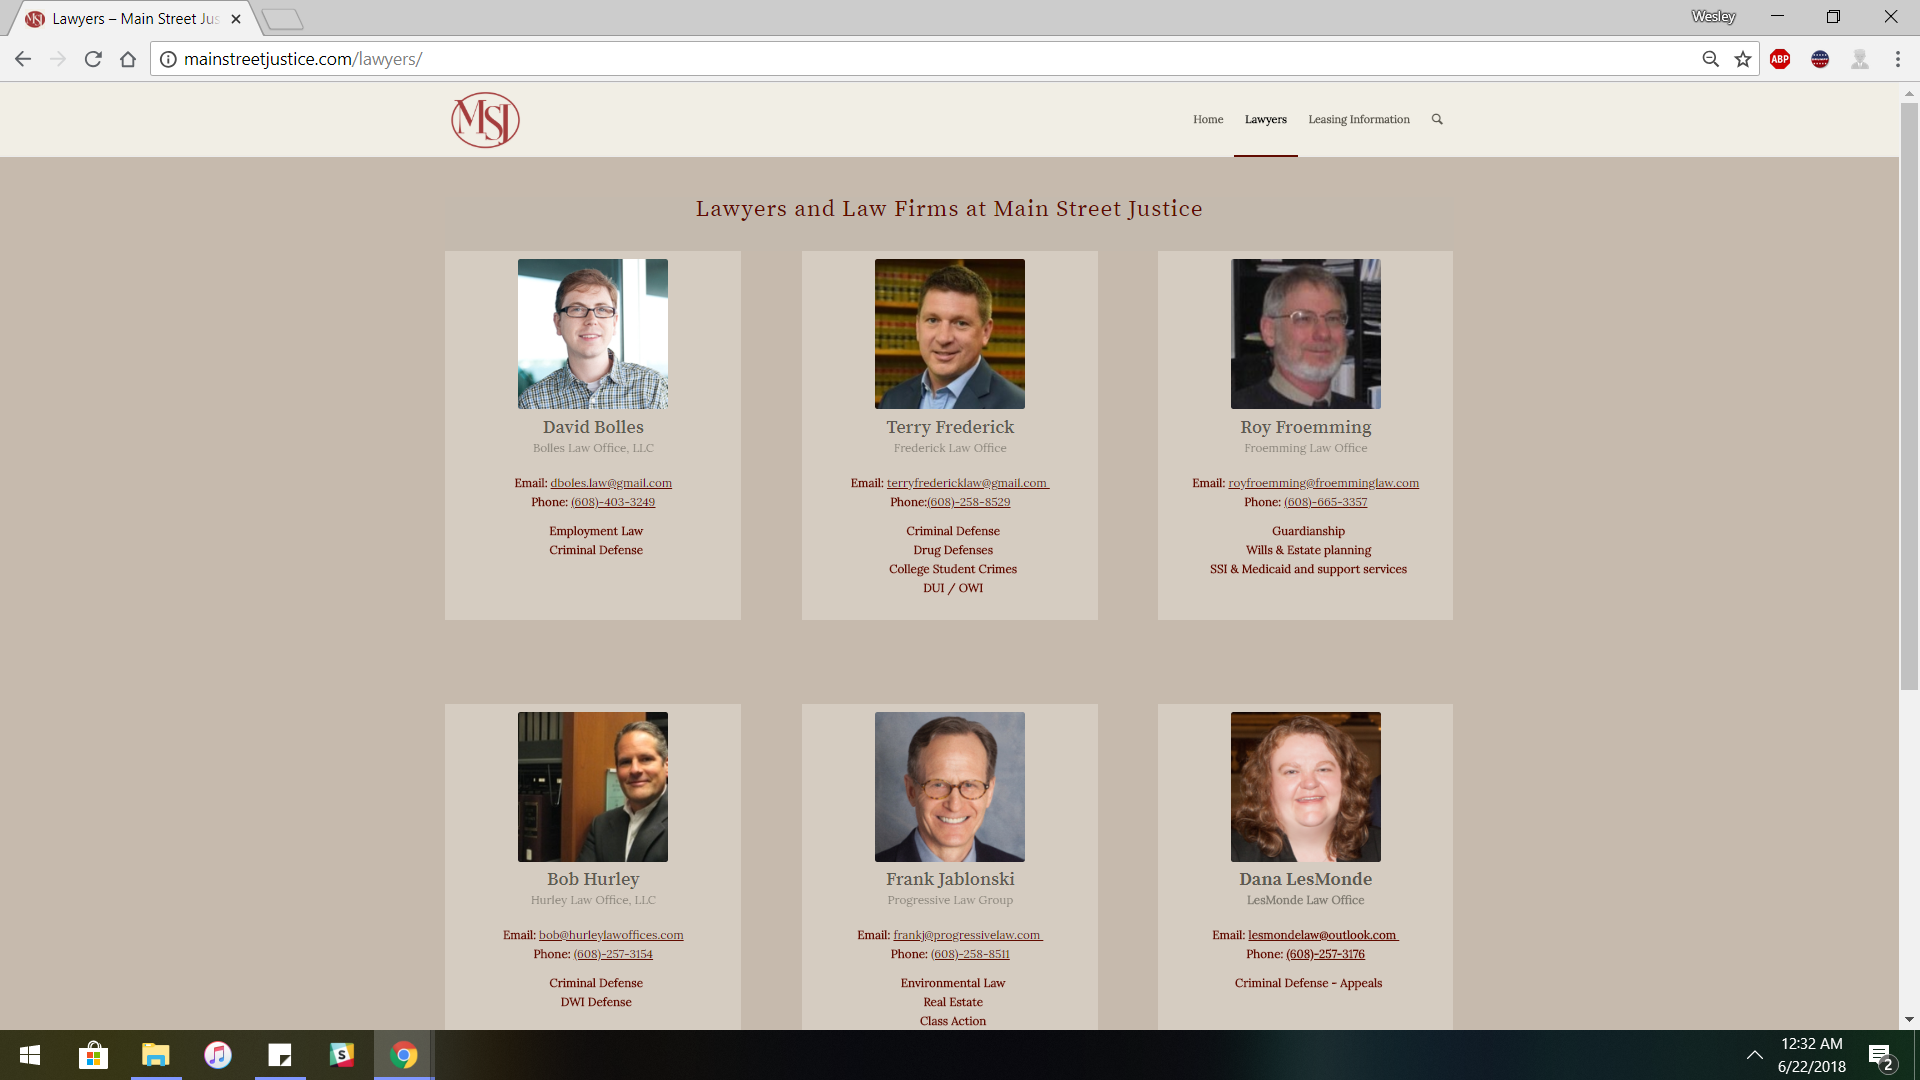 Lawyers – Main Street Jus
Wesley
mainstreetjustice.com/lawyers/
ABP
MSJ
Home Lawyers Leasing Information
Lawyers and Law Firms at Main Street Justice
David Bolles
Bolles Law Office, LLC
Email: dboles.law@gmail.com
Phone: (608)-403-3249
Employment Law
Criminal Defense
Terry Frederick
Frederick Law Office
Email: terryfredericklaw@gmail.com
Phone:(608)-258-8529
Criminal Defense
Drug Defenses
College Student Crimes
DUI / OWI
Roy Froemming
Froemming Law Office
Email: royfroemming@froemminglaw.com
Phone: (608)-665-3357
Guardianship
Wills & Estate planning
SSI & Medicaid and support services
Bob Hurley
Hurley Law Office, LLC
Email: bob@hurleylawoffices.com
Phone: (608)-257-3154
Criminal Defense
DWI Defense
Frank Jablonski
Progressive Law Group
Email: frankj@progressivelaw.com
Phone: (608)-258-8511
Environmental Law
Real Estate
Class Action
Dana LesMonde
LesMonde Law Office
Email: lesmondelaw@outlook.com
Phone: (608)-257-3176
Criminal Defense - Appeals
S
12:32 AM
6/22/2018
2